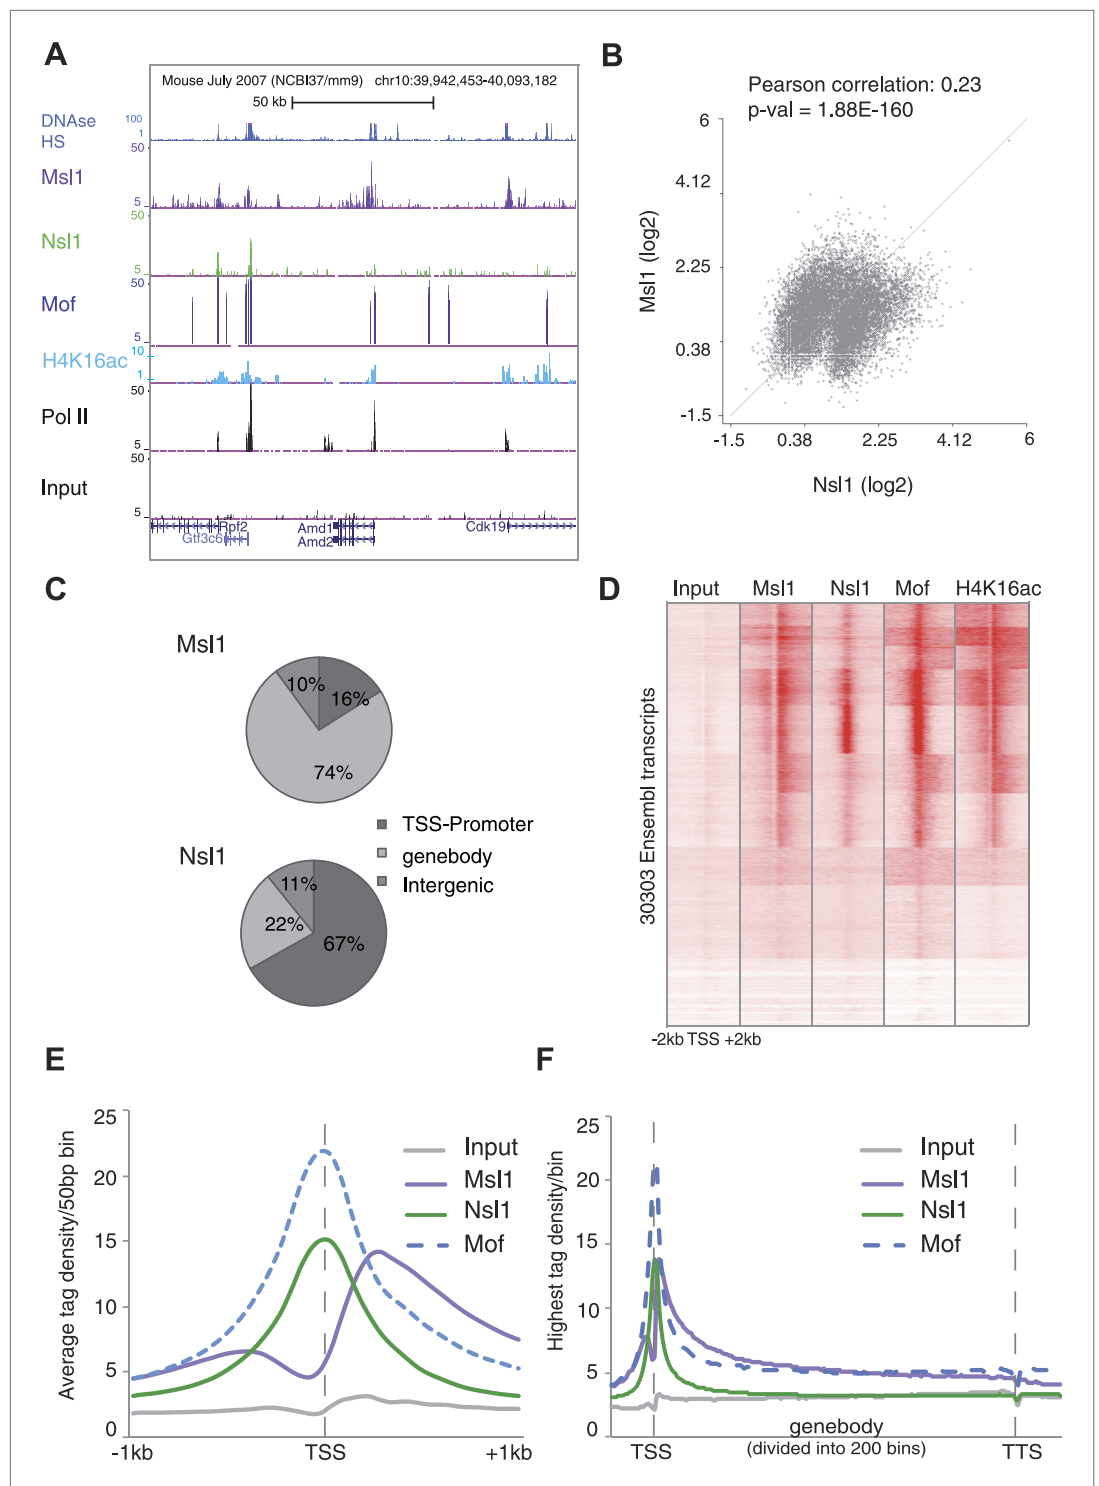 A
Mouse July 2007 (NCBI37/mm9) chr10:39,942,453-40,093,182
50 kb
DNAse HS
100
1
Msl1
50
5
Nsl1
50
5
Mof
50
5
H4K16ac
10
1
Pol II
50
5
Input
50
5
Rpf2
Gtf3c6
Amd1
Amd2
Cdk19
B
Pearson correlation: 0.23
p-val = 1.88E-160
Msl1 (log2)
6
4.12
2.25
0.38
-1.5
-1.5 0.38 2.25 4.12 6
Nsl1 (log2)
C
Msl1
10%
16%
74%
TSS-Promoter
genebody
Intergenic
Nsl1
11%
22%
67%
D
Input Msl1 Nsl1 Mof H4K16ac
30303 Ensembl transcripts
-2kb TSS +2kb
E
Average tag density/50bp bin
25
20
15
10
5
0
-1kb TSS +1kb
Input
Msl1
Nsl1
Mof
F
Highest tag density/bin
25
20
15
10
5
0
Input
Msl1
Nsl1
Mof
genebody
(divided into 200 bins)
TSS TTS